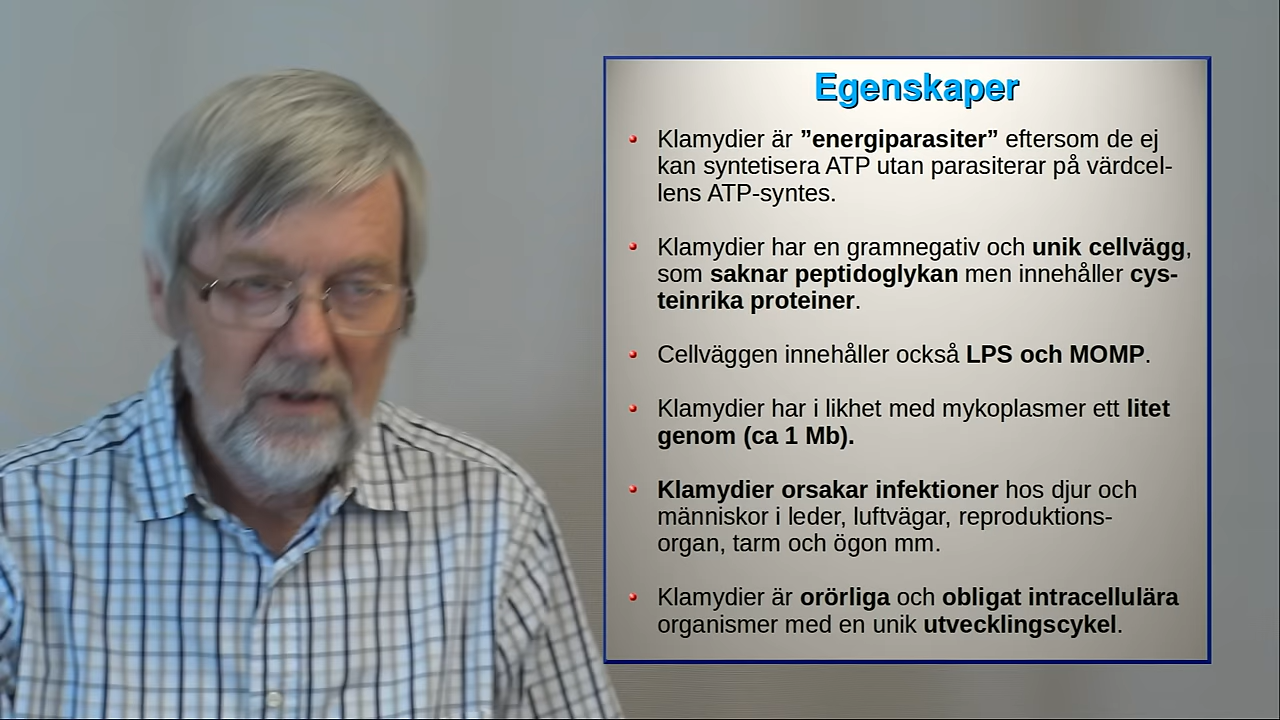 Egenskaper
Klamydier är ”energiparasiter” eftersom de ej
kan syntetisera ATP utan parasiterar på värdcel-
lens ATP-syntes.
Klamydier har en gramnegativ och unik cellvägg,
som saknar peptidoglykan men innehåller cys-
teinrika proteiner.
Cellväggen innehåller också LPS och MOMP.
Klamydier har i likhet med mykoplasmer ett litet
genom (ca 1 Mb).
Klamydier orsakar infektioner hos djur och
människor i leder, luftvägar, reproduktions-
organ, tarm och ögon mm.
Klamydier är orörliga och obligat intracellulära
organismer med en unik utvecklingscykel.